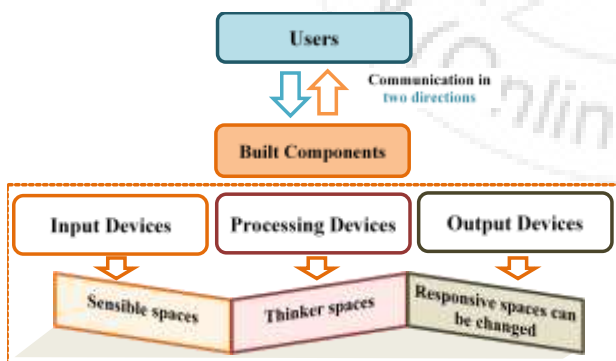 Users
Communication in
two directions
Built Components
Input Devices
Processing Devices
Output Devices
Sensible spaces
Thinker spaces
Responsive spaces can
be changed